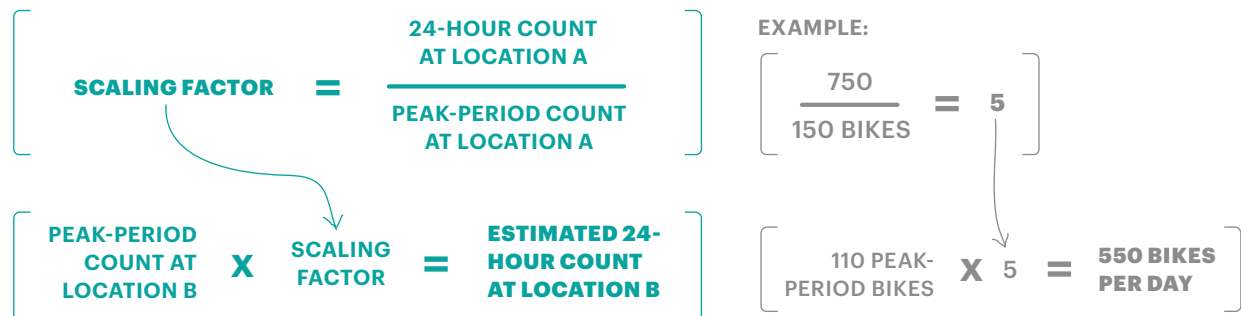 24-HOUR COUNT
AT LOCATION A
SCALING FACTOR =
PEAK-PERIOD COUNT
AT LOCATION A
PEAK-PERIOD
COUNT AT
LOCATION B
X
SCALING
FACTOR
=
ESTIMATED 24-
HOUR COUNT
AT LOCATION B
EXAMPLE:
750
150 BIKES
= 5
110 PEAK-
PERIOD BIKES
X 5 =
550 BIKES
PER DAY